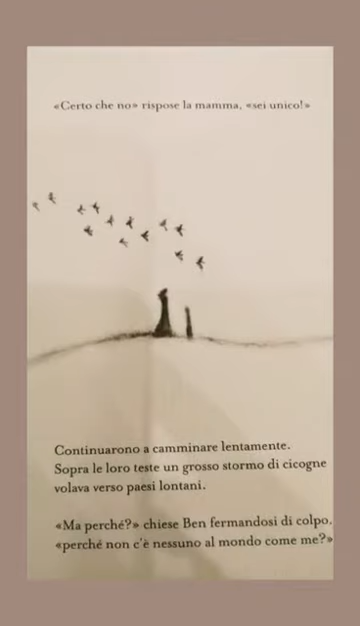 «Certo che no» rispose la mamma, «sei unico!»
Continuarono a camminare lentamente.
Sopra le loro teste un grosso stormo di cicogne
volava verso paesi lontani.
«Ma perché?» chiese Ben fermandosi di colpo,
«perché non c'è nessuno al mondo come me?»